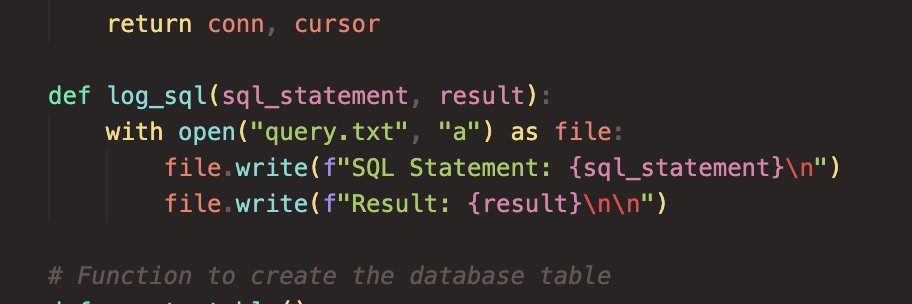 return conn, cursor
def log_sql(sql_statement, result):
with open("query.txt", "a") as file:
file.write(f"SQL Statement: {sql_statement}\n")
file.write(f"Result: {result}\n\n")
# Function to create the database table